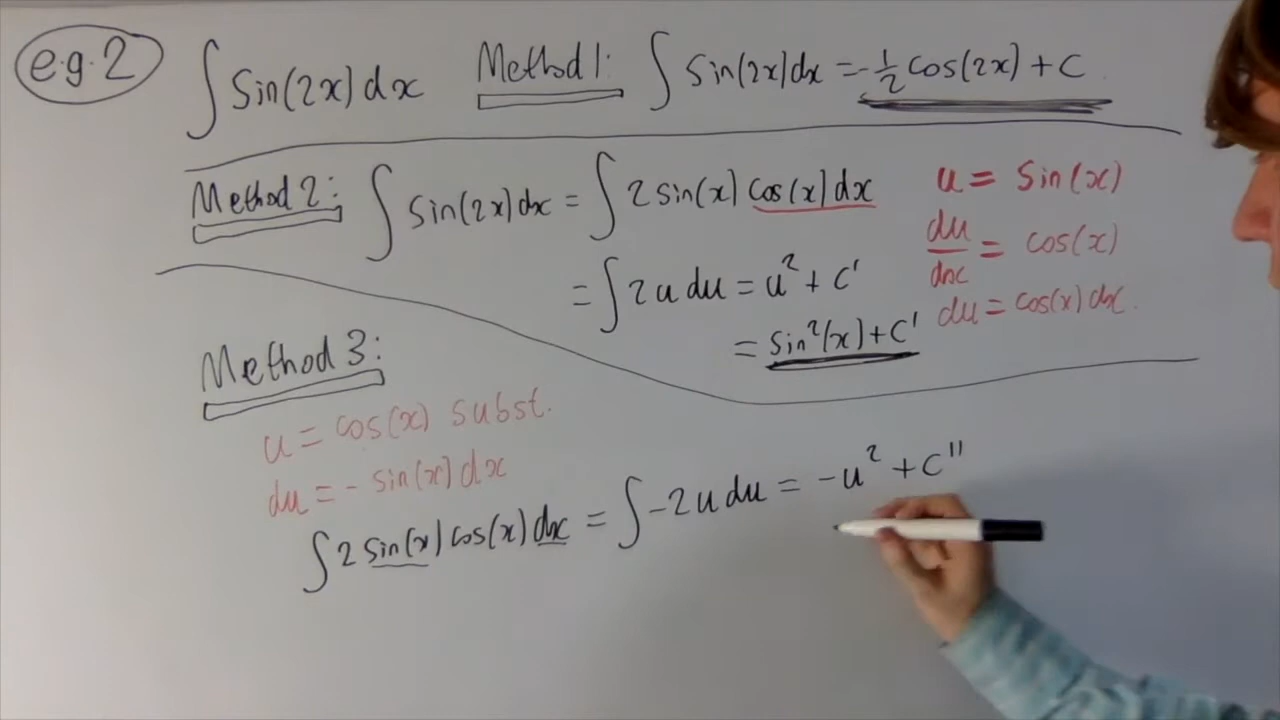 e.g. 2 ∫ Sin(2x) dx Method 1: ∫ Sin(2x)dx = -½ cos(2x) + C
Method 2: ∫ Sin(2x) dx = ∫ 2 sin(x) cos(x) dx
= ∫ 2u du = u² + C'
= sin²(x) + C'
u = Sin(x)
du/dx = cos(x)
du = cos(x) dx.
Method 3:
u = cos(x) subst.
du = - sin(x) dx
∫ 2 sin(x) cos(x) dx = ∫ -2u du = -u² + C''